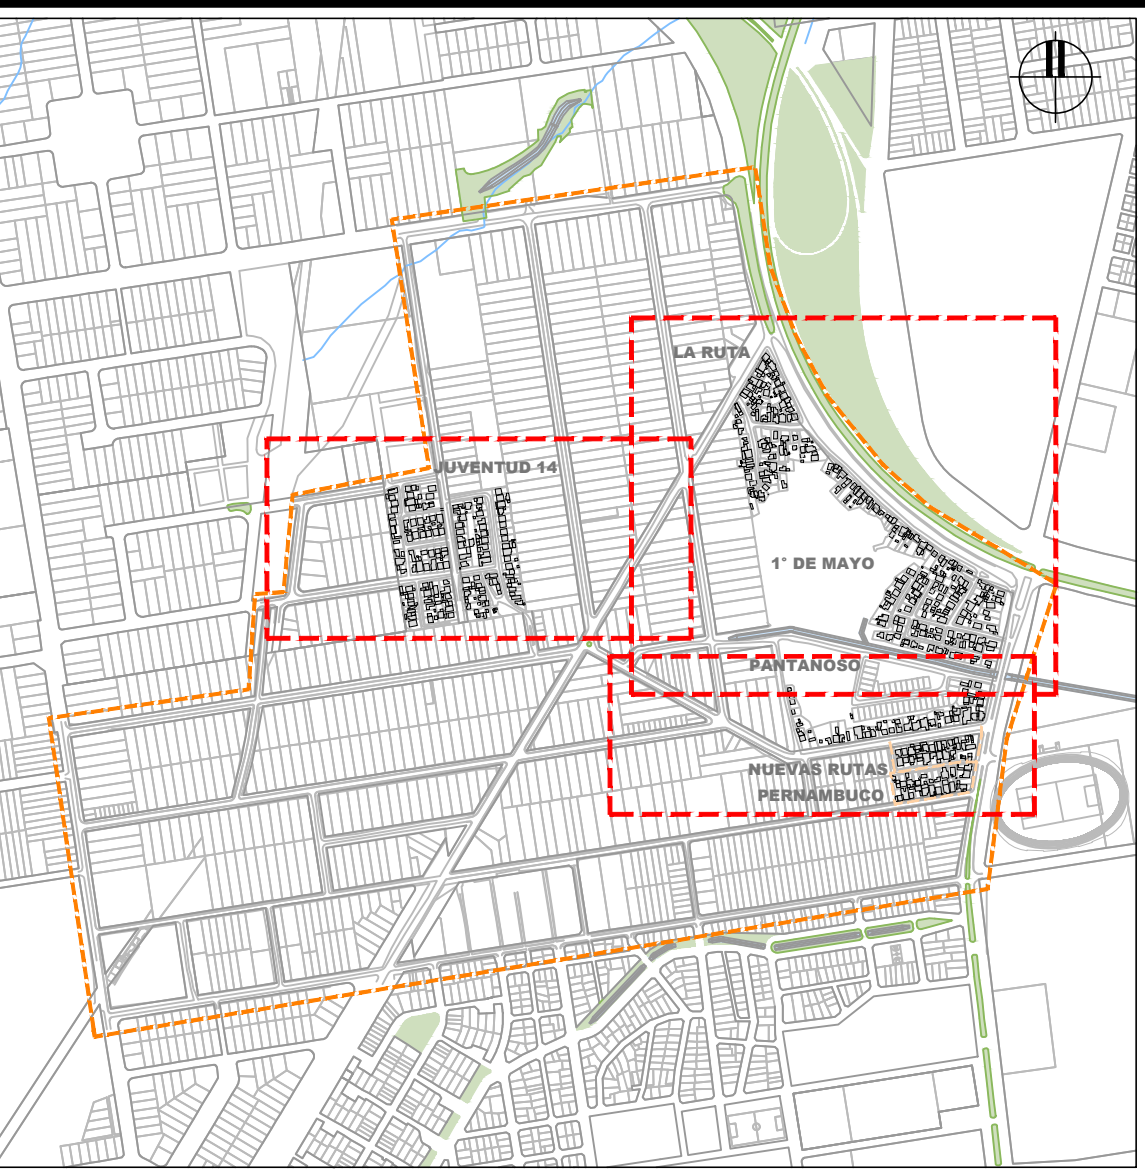 LA RUTA
JUVENTUD 14
1° DE MAYO
PANTANOSO
NUEVAS RUTAS
PERNAMBUCO